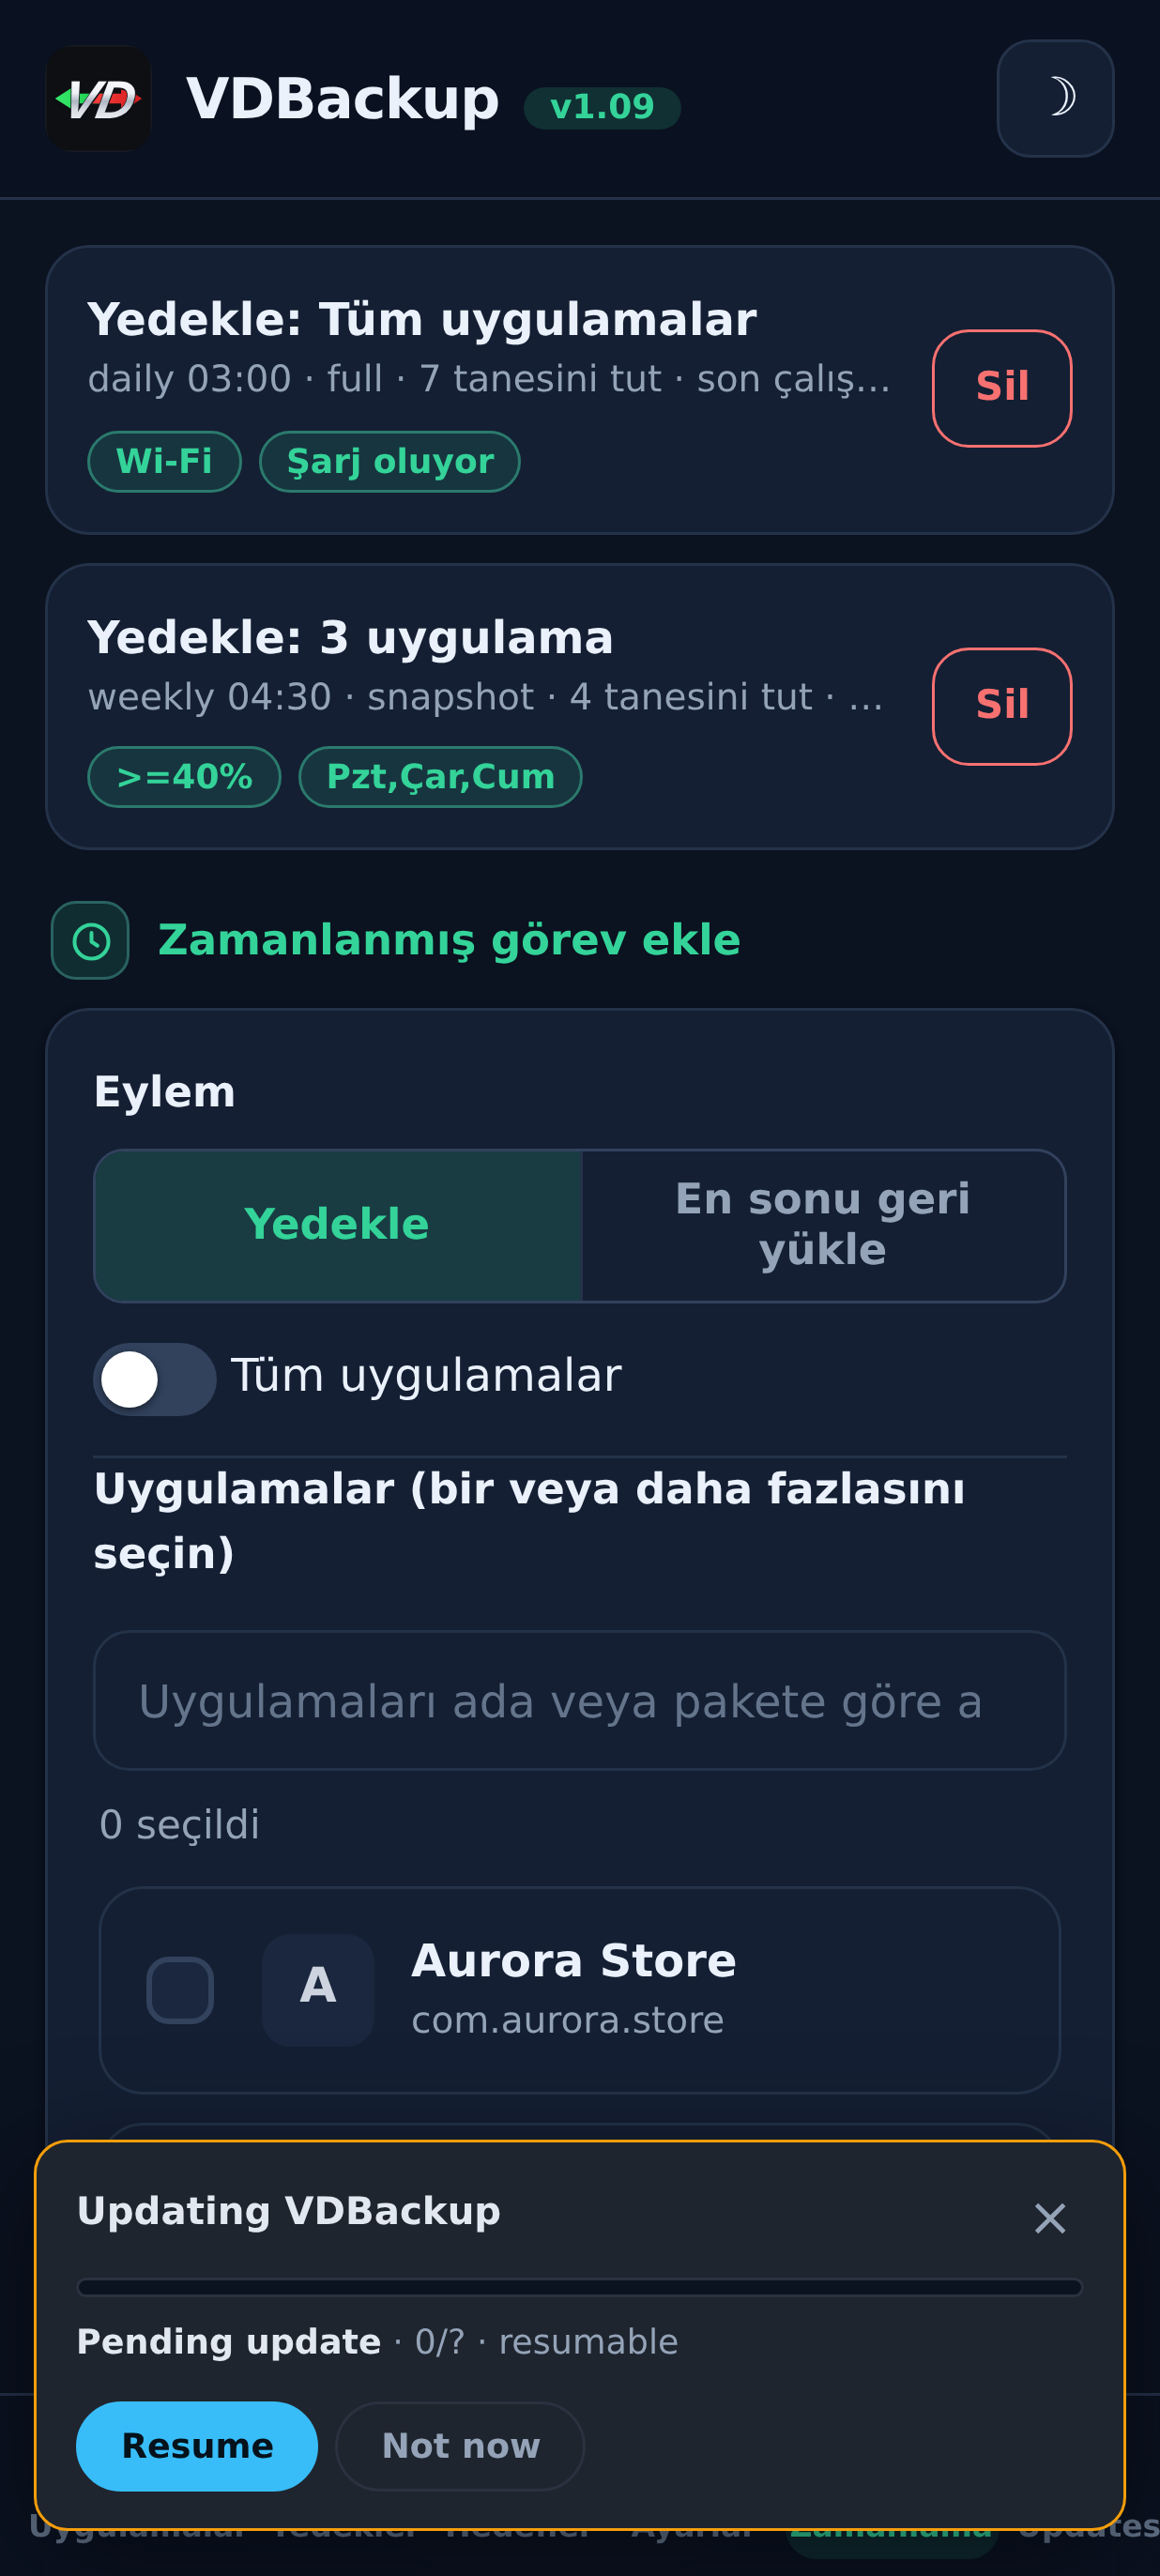 VD
VDBackup v1.09
Yedekle: Tüm uygulamalar
daily 03:00 · full · 7 tanesini tut · son çalış...
Sil
Wi-Fi
Şarj oluyor
Yedekle: 3 uygulama
weekly 04:30 · snapshot · 4 tanesini tut · ...
Sil
>=40%
Pzt,Çar,Cum
Zamanlanmış görev ekle
Eylem
Yedekle
En sonu geri
yükle
Tüm uygulamalar
Uygulamalar (bir veya daha fazlasını
seçin)
Uygulamaları ada veya pakete göre a
0 seçildi
A
Aurora Store
com.aurora.store
Updating VDBackup
×
Pending update · 0/? · resumable
Resume
Not now